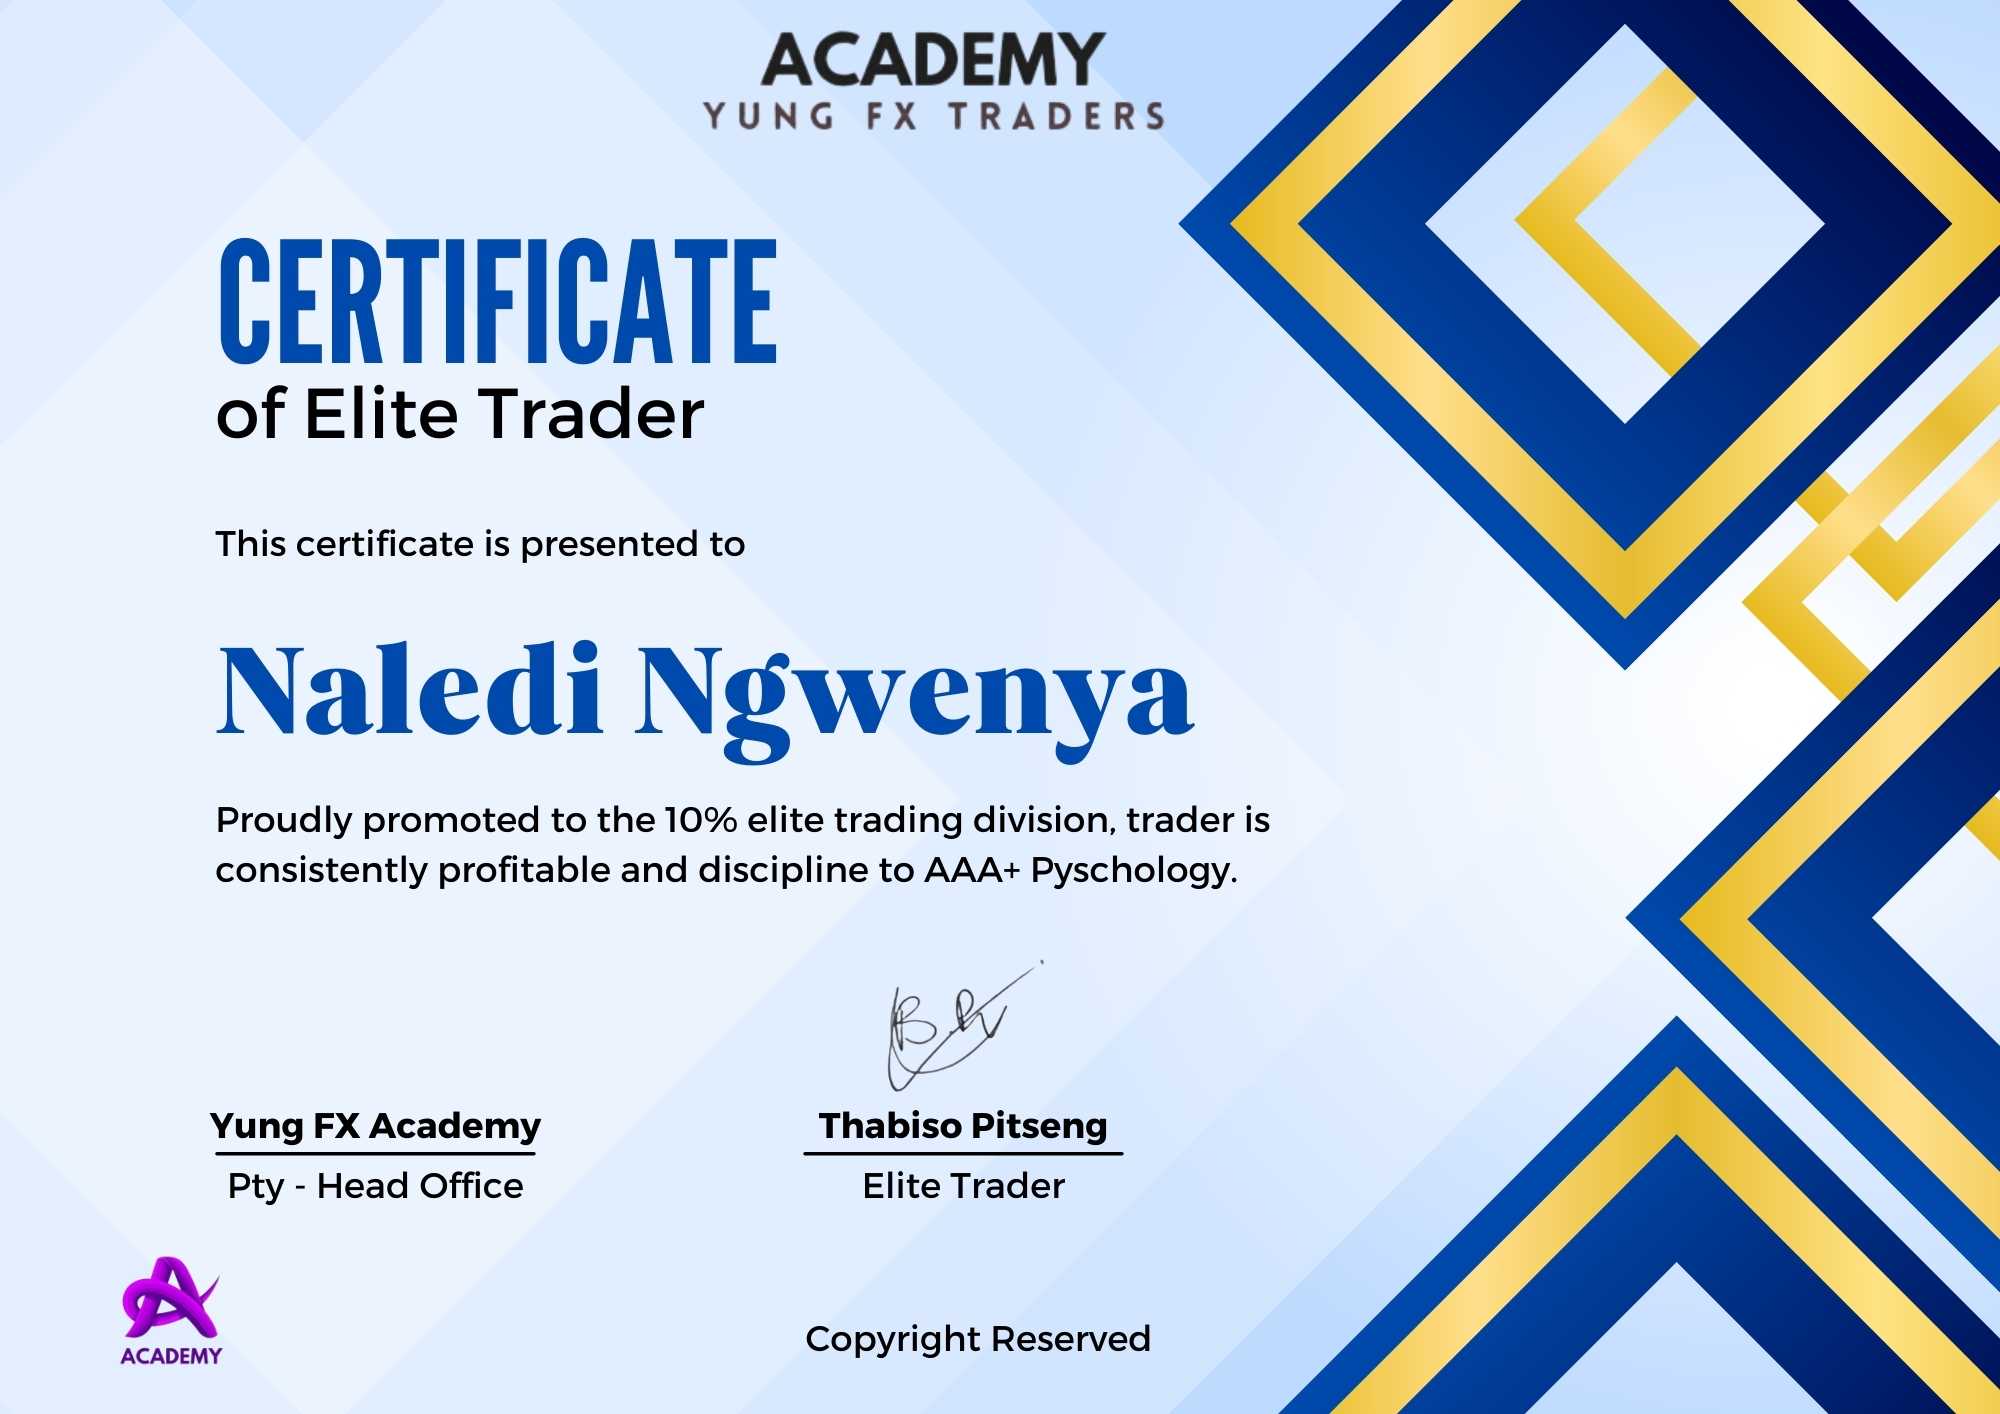 ACADEMY
YUNG FX TRADERS
CERTIFICATE
of Elite Trader
This certificate is presented to
Naledi Ngwenya
Proudly promoted to the 10% elite trading division, trader is
consistently profitable and discipline to AAA+ Pyschology.
Yung FX Academy
Pty - Head Office
Thabiso Pitseng
Elite Trader
ACADEMY
Copyright Reserved